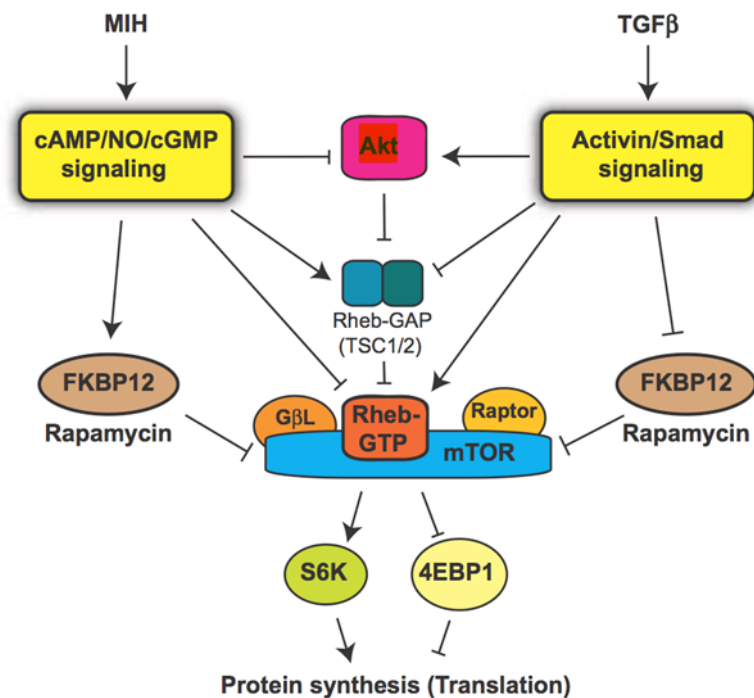 MIH
TGFβ
cAMP/NO/cGMP
signaling
Akt
Activin/Smad
signaling
Rheb-GAP
(TSC1/2)
FKBP12
Rapamycin
FKBP12
Rapamycin
GβL
Rheb-
GTP
Raptor
mTOR
S6K
4EBP1
Protein synthesis (Translation)